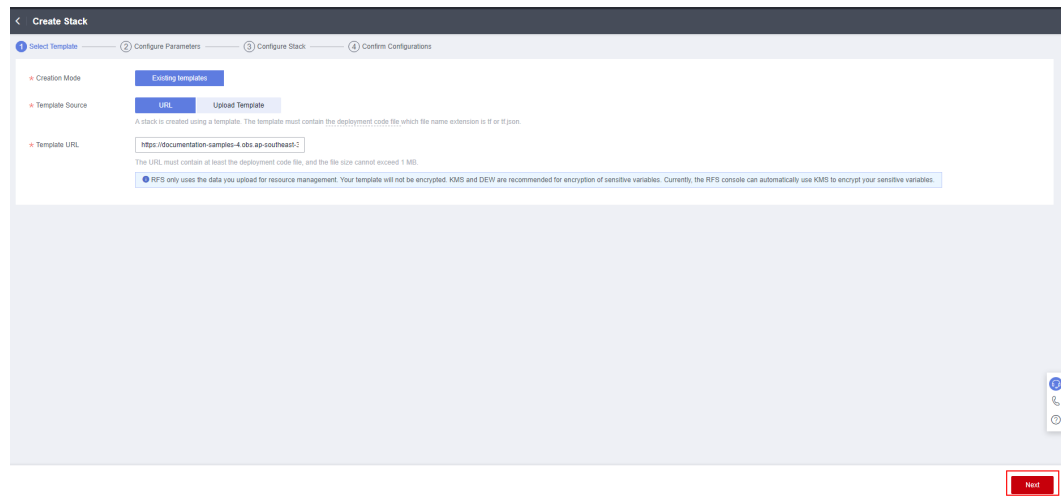 < Create Stack
1 Select Template 2 Configure Parameters 3 Configure Stack 4 Confirm Configurations
* Creation Mode Existing templates
* Template Source URL Upload Template
A stack is created using a template. The template must contain the deployment code file which file name extension is tf or tf.json.
* Template URL https://documentation-samples-4.obs.ap-southeast-3
The URL must contain at least the deployment code file, and the file size cannot exceed 1 MB.
RFS only uses the data you upload for resource management. Your template will not be encrypted. KMS and DEW are recommended for encryption of sensitive variables. Currently, the RFS console can automatically use KMS to encrypt your sensitive variables.
Next